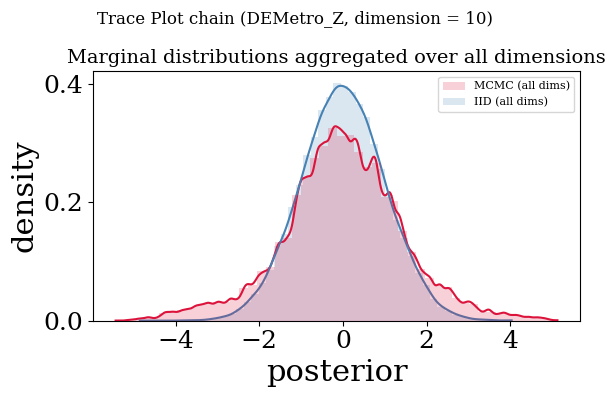 Trace Plot chain (DEMetro_Z, dimension = 10)
Marginal distributions aggregated over all dimensions
MCMC (all dims)
IID (all dims)
density
0.4
0.2
0.0
−4 −2 0 2 4
posterior